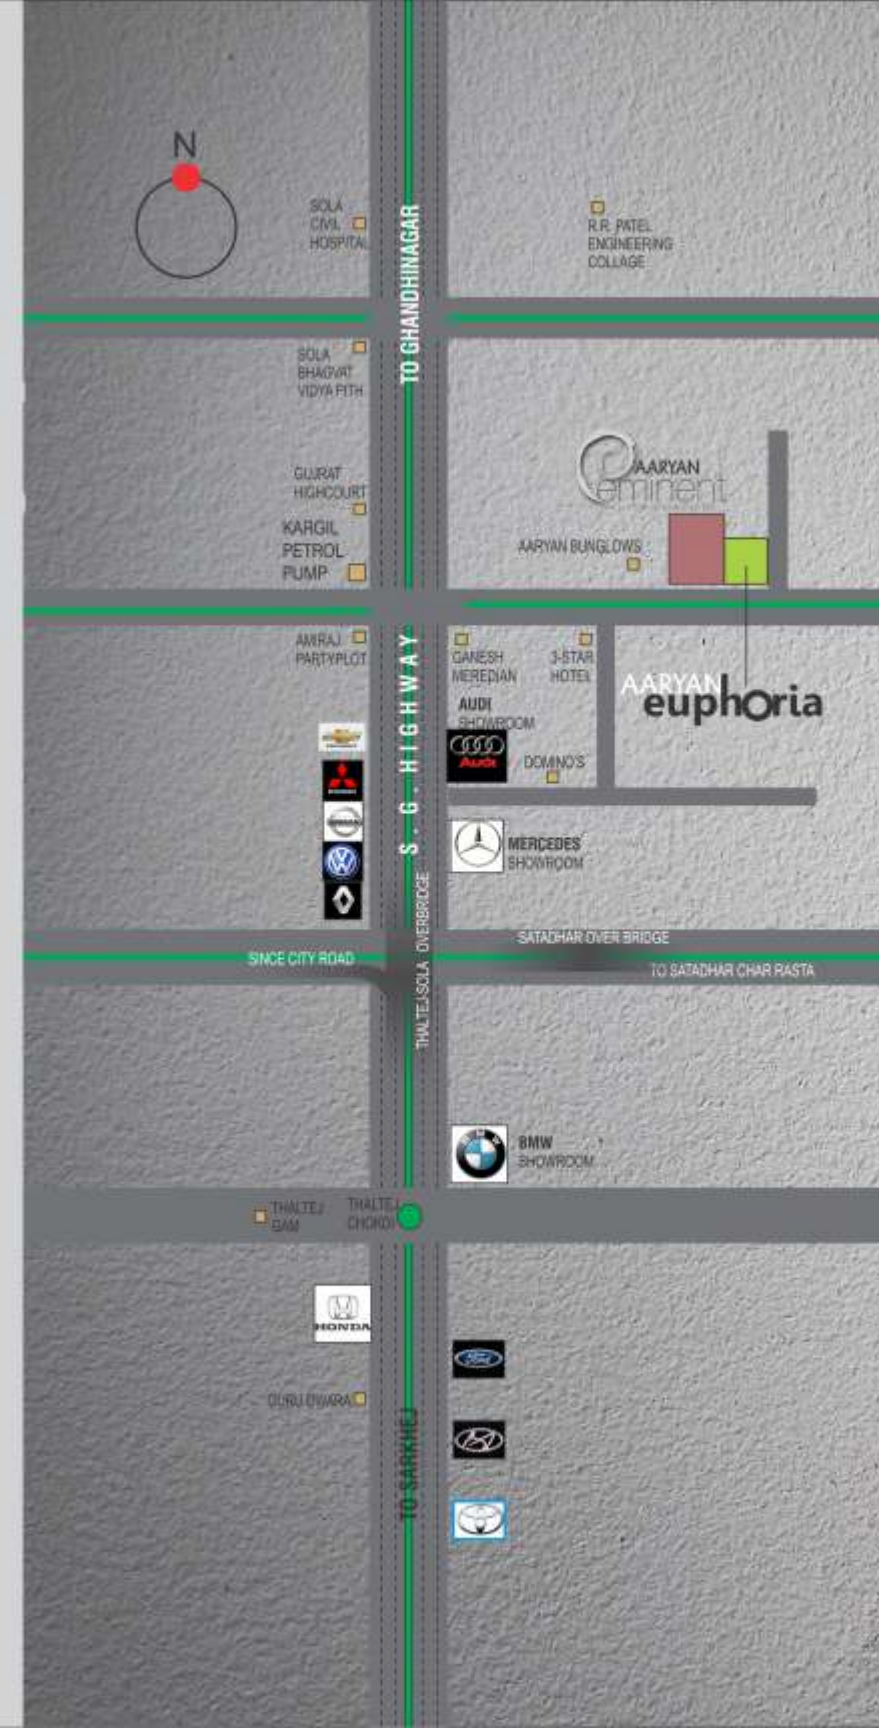 N
SOLA
CIVIL
HOSPITAL
TO GHANDHINAGAR
R.R. PATEL
ENGINEERING
COLLAGE
SOLA
BHAGVAT
VIDYA PITH
AARYAN
eminent
GUJRAT
HIGHCOURT
KARGIL
PETROL
PUMP
AARYAN BUNGLOWS
AMIRAJ
PARTYPLOT
S. G. HIGHWAY
GANESH
MEREDIAN
3-STAR
HOTEL
AARYAN
euphoria
AUDI
SHOWROOM
Audi
DOMINO'S
NISSAN
MERCEDES
SHOWROOM
THALTEJ-SOLA OVERBRIDGE
SATADHAR OVER BRIDGE
SINCE CITY ROAD
TO SATADHAR CHAR RASTA
BMW
BMW
SHOWROOM
THALTEJ
GAM
THALTEJ
CHOKDI
HONDA
Ford
GURU DWARA
TO SARKHEJ